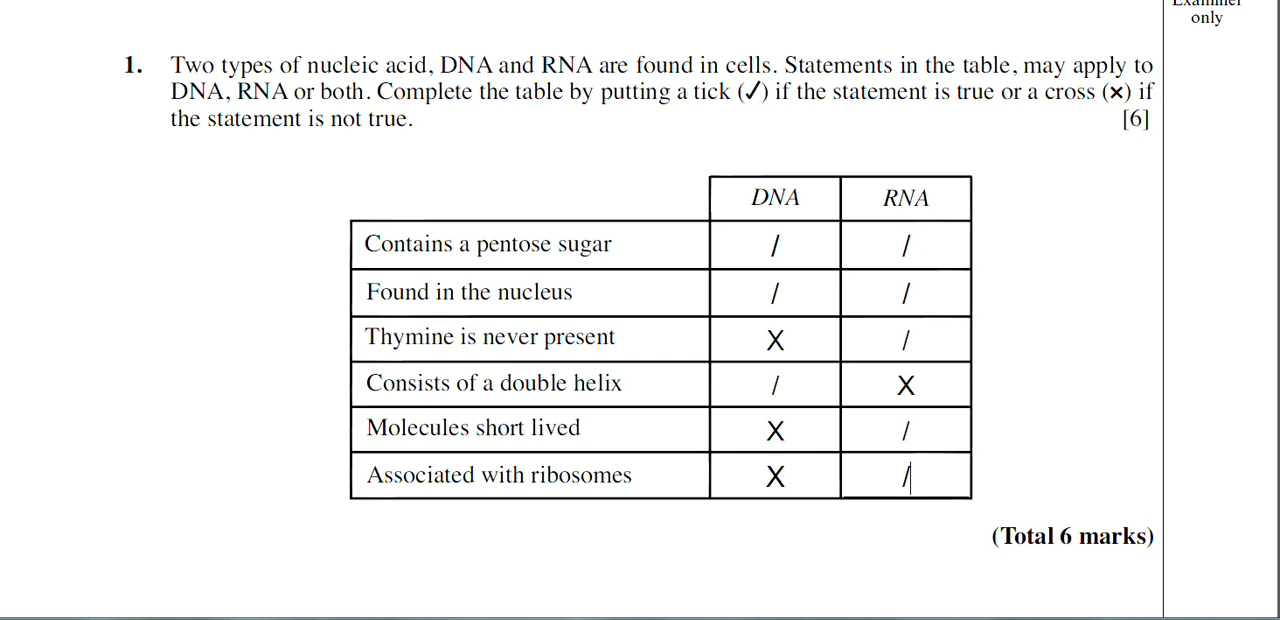 only
1. Two types of nucleic acid, DNA and RNA are found in cells. Statements in the table, may apply to
DNA, RNA or both. Complete the table by putting a tick (✓) if the statement is true or a cross (×) if
the statement is not true. [6]
DNA RNA
Contains a pentose sugar / /
Found in the nucleus / /
Thymine is never present X /
Consists of a double helix / X
Molecules short lived X /
Associated with ribosomes X /
(Total 6 marks)